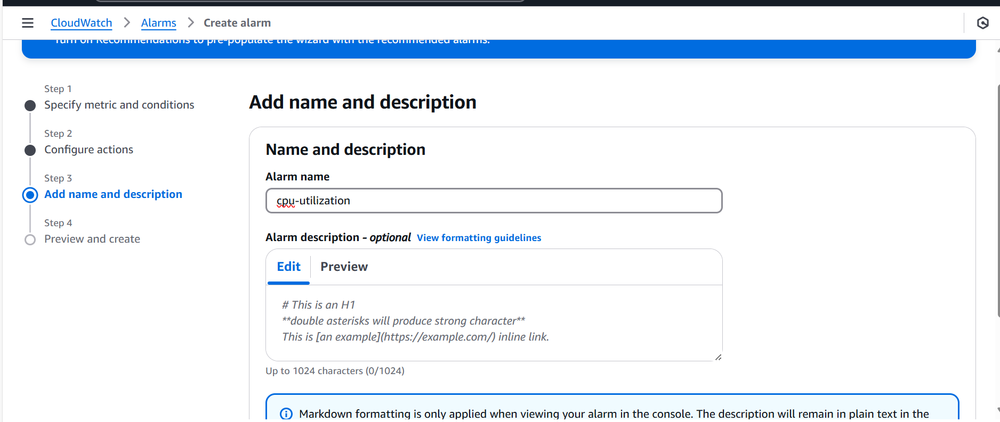 CloudWatch > Alarms > Create alarm
Turn on Recommendations to pre-populate the wizard with the recommended alarms.
Step 1
Specify metric and conditions
Step 2
Configure actions
Step 3
Add name and description
Step 4
Preview and create
Add name and description
Name and description
Alarm name
cpu-utilization
Alarm description - optional View formatting guidelines
Edit Preview
# This is an H1
**double asterisks will produce strong character**
This is [an example](https://example.com/) inline link.
Up to 1024 characters (0/1024)
Markdown formatting is only applied when viewing your alarm in the console. The description will remain in plain text in the